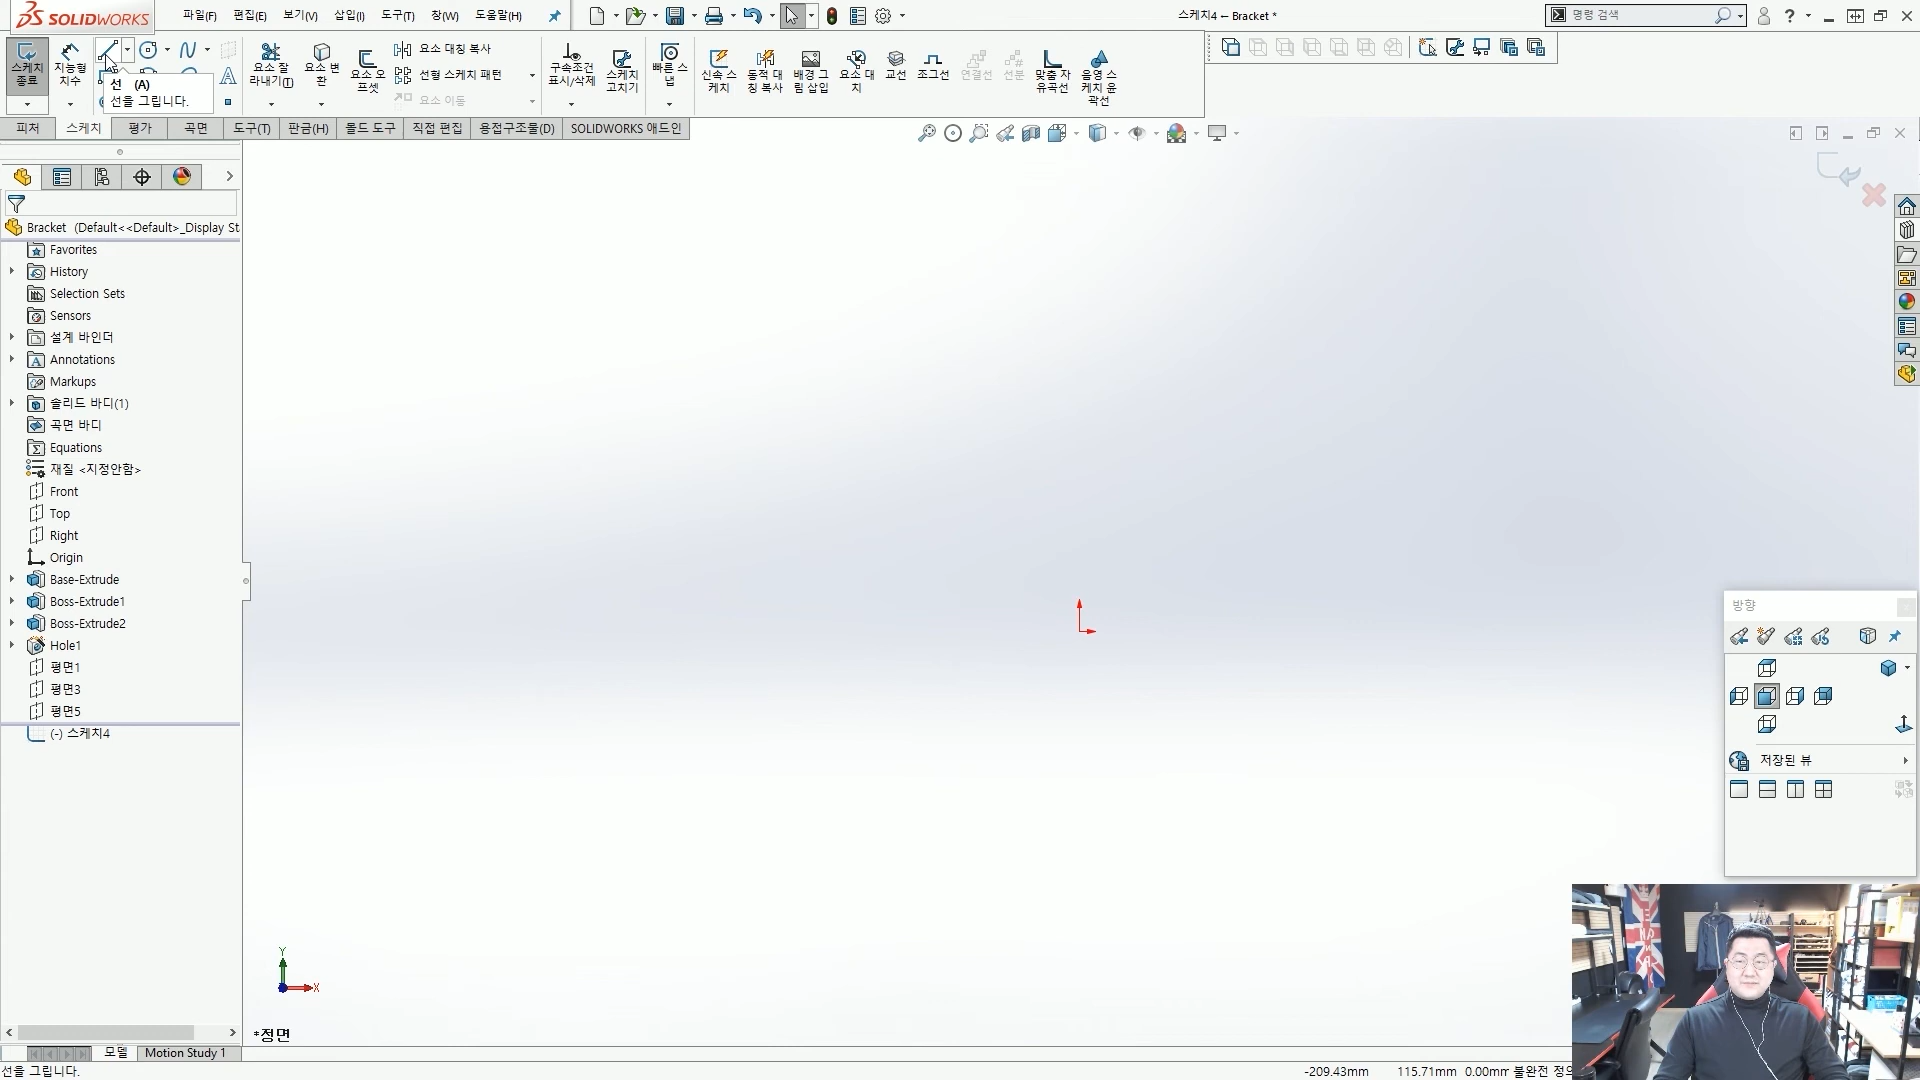 SOLIDWORKS
파일(F) 편집(E) 보기(V) 삽입(I) 도구(T) 창(W) 도움말(H)
스케치4 ← Bracket *
명령 검색
스케치 종료
지능형 치수
선 (A)
선을 그립니다.
요소 잘라내기(T)
요소 변환
요소 오프셋
요소 대칭 복사
선형 스케치 패턴
요소 이동
구속조건 표시/삭제
스케치 고치기
빠른 스냅
신속 스케치
동적 대칭 복사
배경 그림 삽입
요소 대치
교선
조그선
연결선
선분
맞춤 자유곡선
음영 스케치 윤곽선
피처 스케치 평가 곡면 도구(T) 판금(H) 몰드 도구 직접 편집 용접구조물(D) SOLIDWORKS 애드인
Bracket (Default<<Default>_Display St
Favorites
History
Selection Sets
Sensors
설계 바인더
Annotations
Markups
솔리드 바디(1)
곡면 바디
Equations
재질 <지정안함>
Front
Top
Right
Origin
Base-Extrude
Boss-Extrude1
Boss-Extrude2
Hole1
평면1
평면3
평면5
(-) 스케치4
방향
저장된 뷰
Y
X
*정면
모델 Motion Study 1
선을 그립니다.
-209.43mm 115.71mm 0.00mm 불완전 정의